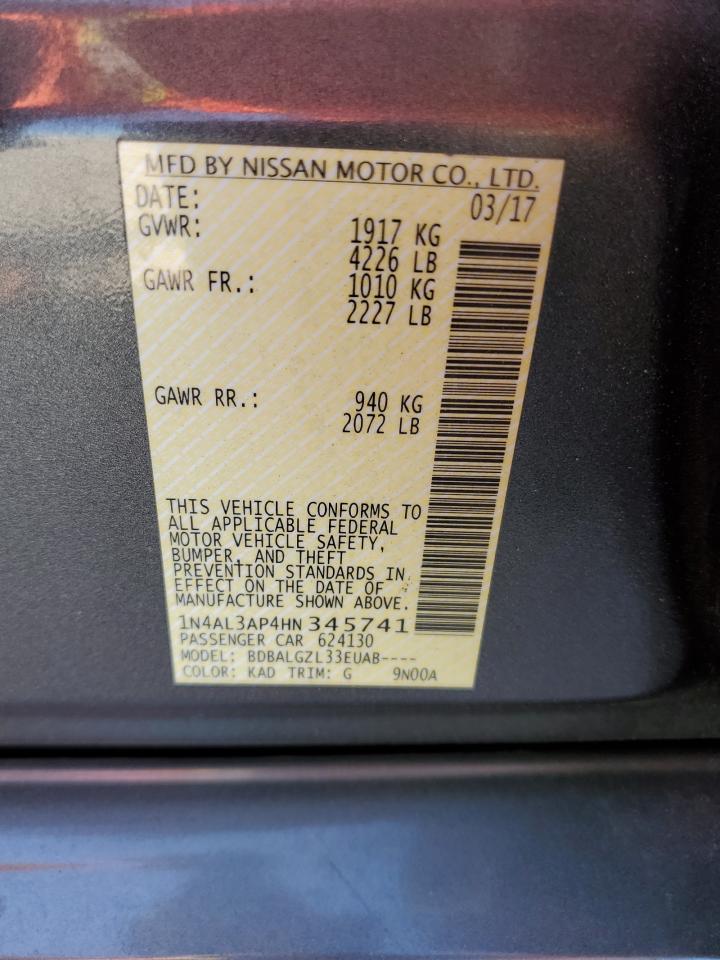 MFD BY NISSAN MOTOR CO., LTD.
DATE: 03/17
GVWR: 1917 KG
4226 LB
GAWR FR.: 1010 KG
2227 LB
GAWR RR.: 940 KG
2072 LB
THIS VEHICLE CONFORMS TO
ALL APPLICABLE FEDERAL
MOTOR VEHICLE SAFETY,
BUMPER, AND THEFT
PREVENTION STANDARDS IN
EFFECT ON THE DATE OF
MANUFACTURE SHOWN ABOVE.
1N4AL3AP4HN345741
PASSENGER CAR 624130
MODEL: BDBALGZL33EUAB----
COLOR: KAD TRIM: G 9N00A